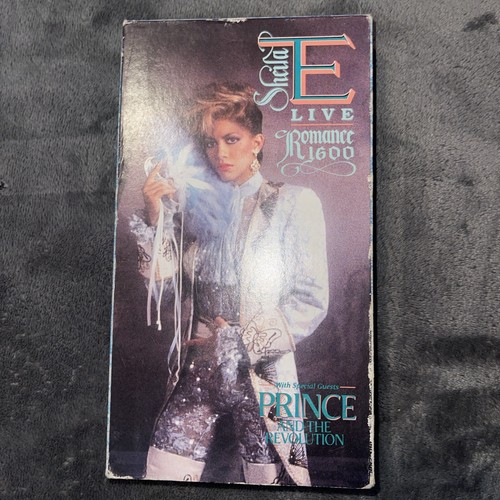 Sheila E
LIVE
Romance
1600
With Special Guests
PRINCE
AND THE
REVOLUTION